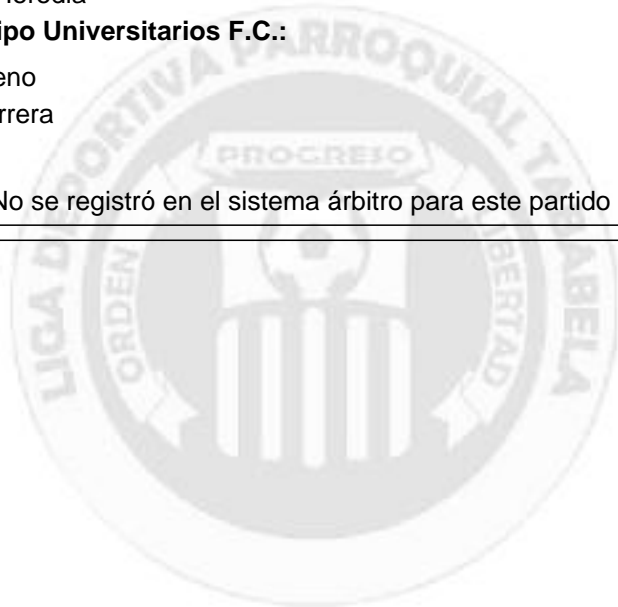 ipo Universitarios F.C.:
eno
rrera
No se registró en el sistema árbitro para este partido
LIGA DEPORTIVA PARROQUIAL TABABELA
PROGRESO
ORDEN
LIBERTAD